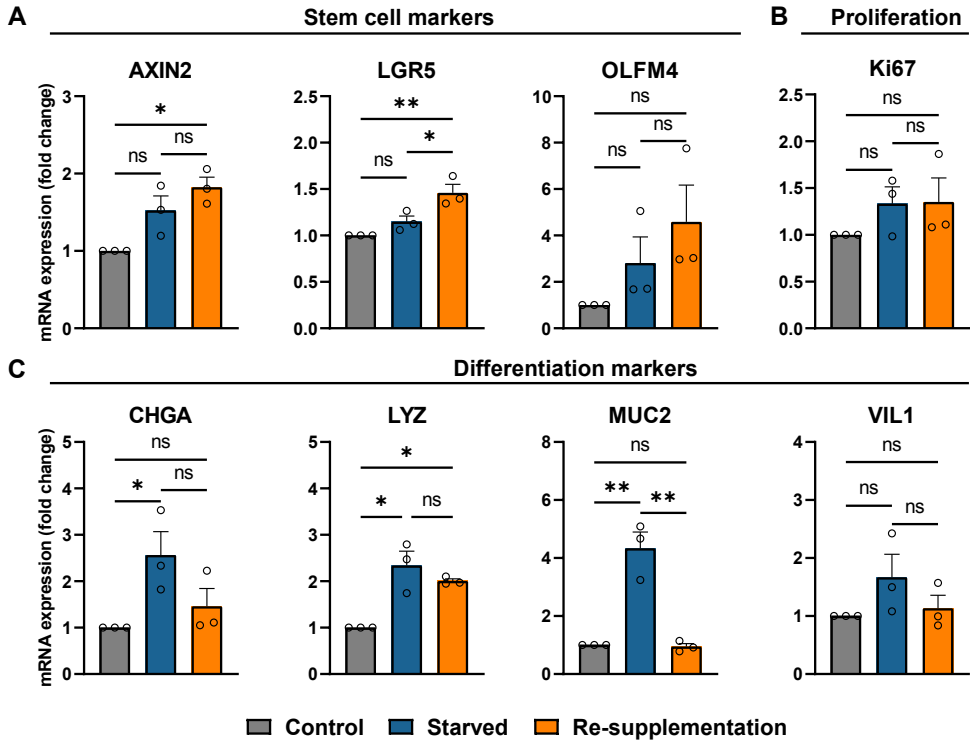 A Stem cell markers B Proliferation
AXIN2 LGR5 OLFM4 Ki67
mRNA expression (fold change)
3
2
1
0
* ns ns
2.0
1.5
1.0
0.5
0.0
** * ns
10
8
6
4
2
0
ns ns ns
2.5
2.0
1.5
1.0
0.5
0.0
ns ns ns
C Differentiation markers
CHGA LYZ MUC2 VIL1
mRNA expression (fold change)
5
4
3
2
1
0
ns * ns
5
4
3
2
1
0
* * ns
8
6
4
2
0
ns ** **
4
3
2
1
0
ns ns ns
Control Starved Re-supplementation